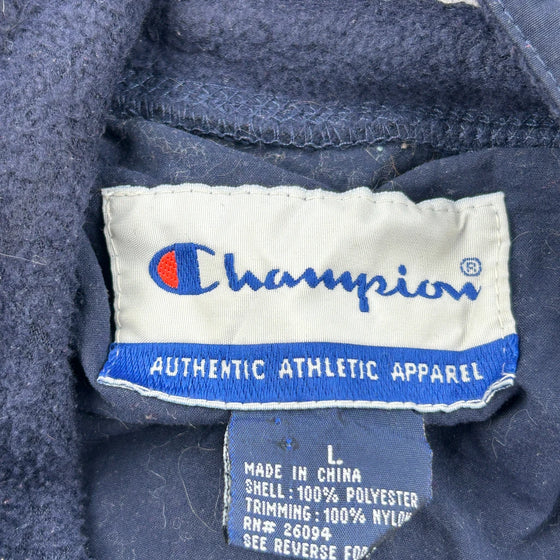 Champion®
AUTHENTIC ATHLETIC APPAREL
L
MADE IN CHINA
SHELL: 100% POLYESTER
TRIMMING: 100% NYLON
RN# 26094
SEE REVERSE FOR